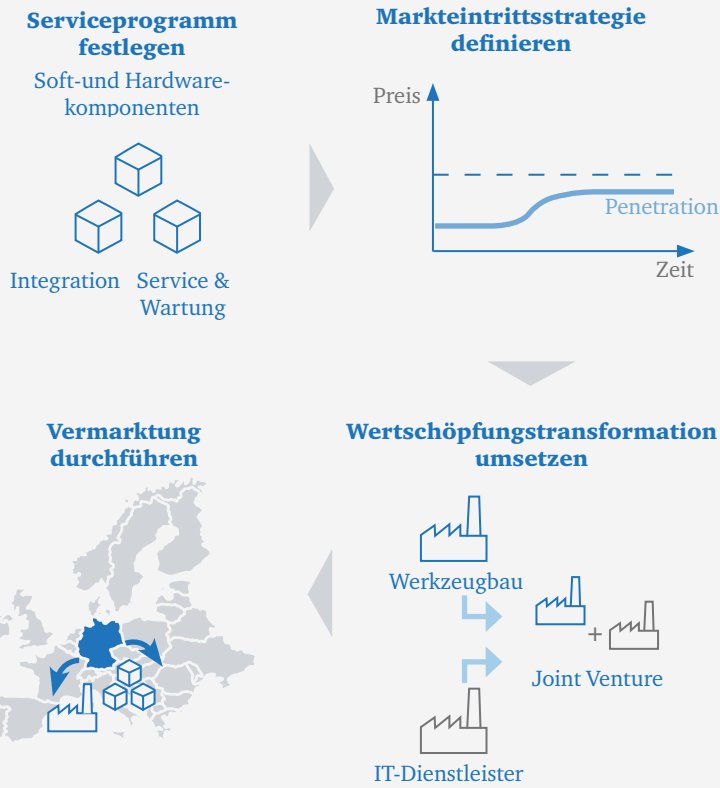 Serviceprogramm
festlegen
Soft-und Hardware-
komponenten
Integration
Service &
Wartung
Markteintrittsstrategie
definieren
Preis
Penetration
Zeit
Wertschöpfungstransformation
umsetzen
Werkzeugbau
+
Joint Venture
IT-Dienstleister
Vermarktung
durchführen